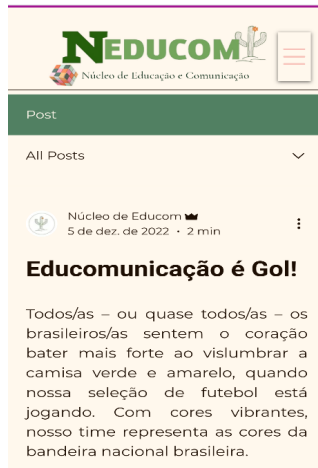 NEDUCOM
Núcleo de Educação e Comunicação
Post
All Posts
Núcleo de Educom
5 de dez. de 2022 · 2 min
Educomunicação é Gol!
Todos/as – ou quase todos/as – os
brasileiros/as sentem o coração
bater mais forte ao vislumbrar a
camisa verde e amarelo, quando
nossa seleção de futebol está
jogando. Com cores vibrantes,
nosso time representa as cores da
bandeira nacional brasileira.